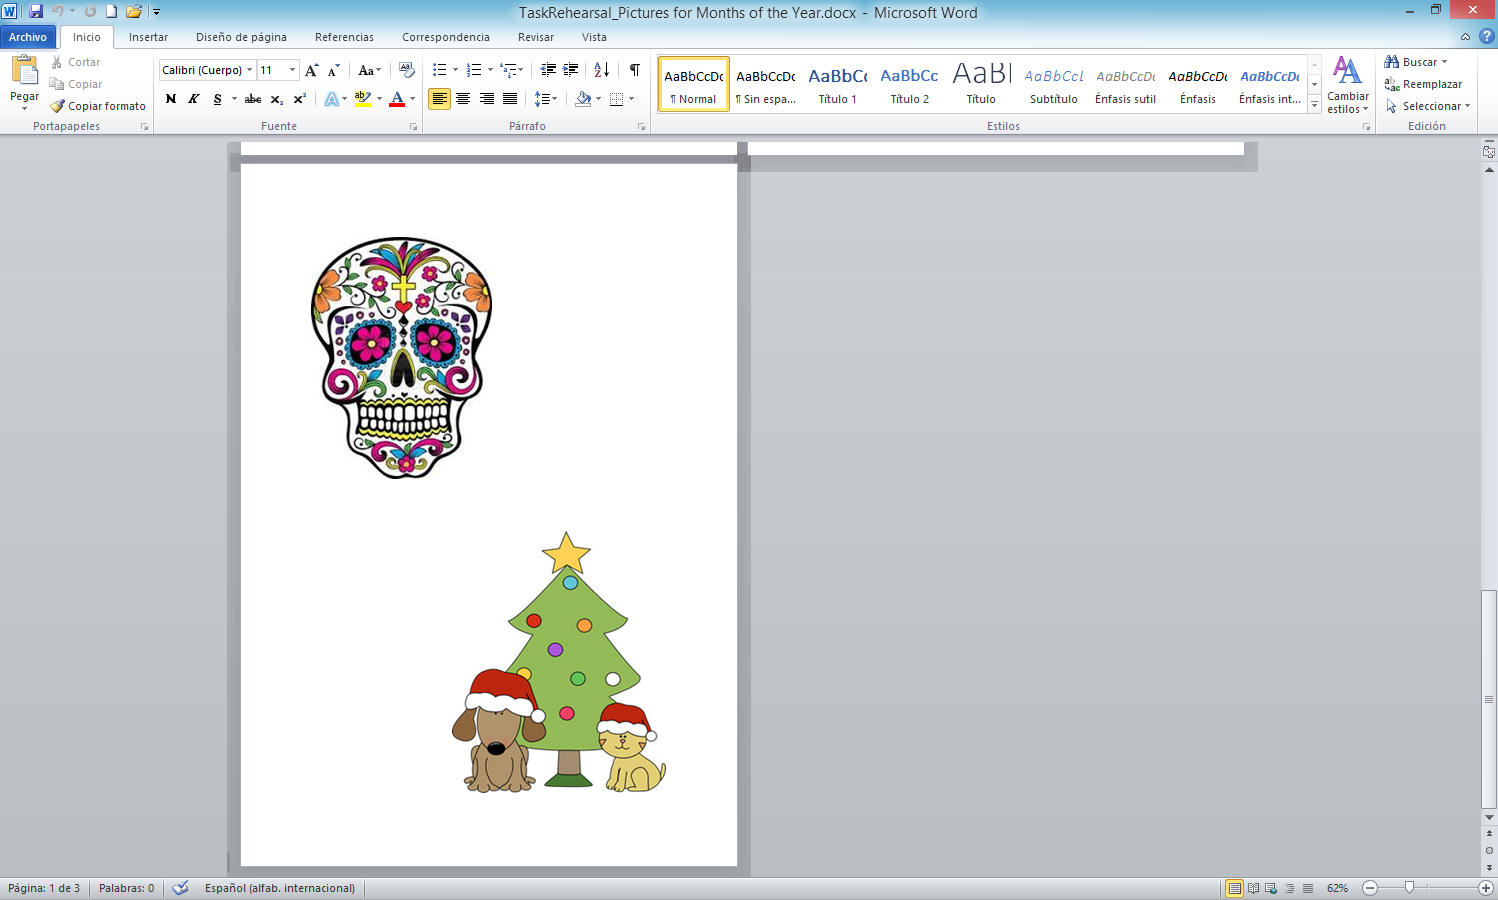 TaskRehearsal_Pictures for Months of the Year.docx - Microsoft Word
Archivo Inicio Insertar Diseño de página Referencias Correspondencia Revisar Vista
Pegar
Cortar
Copiar
Copiar formato
Portapapeles
Calibri (Cuerpo) 11
N K S abc x₂ x²
Fuente
Párrafo
AaBbCcDc AaBbCcDc AaBbCc AaBbCc AaBl AaBbCcL AaBbCcDc AaBbCcDc AaBbCcDc
¶ Normal ¶ Sin espa... Título 1 Título 2 Título Subtítulo Énfasis sutil Énfasis Énfasis int...
Estilos
Cambiar
estilos
Buscar
Reemplazar
Seleccionar
Edición
Página: 1 de 3 Palabras: 0 Español (alfab. internacional) 62%